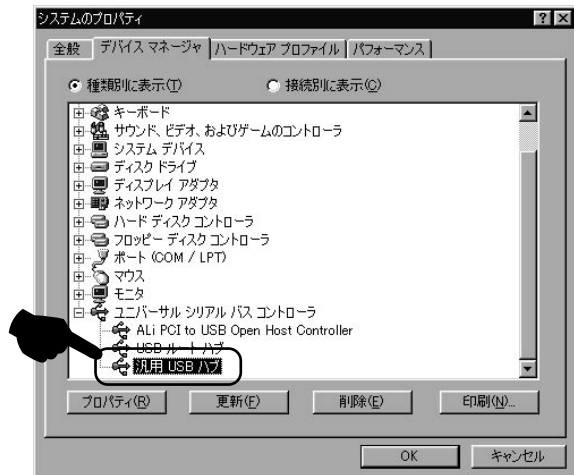 システムのプロパティ
全般 デバイス マネージャ ハードウェア プロファイル パフォーマンス
種類別に表示(T) 接続別に表示(C)
キーボード
サウンド、ビデオ、およびゲームのコントローラ
システム デバイス
ディスク ドライブ
ディスプレイ アダプタ
ネットワーク アダプタ
ハード ディスク コントローラ
フロッピー ディスク コントローラ
ポート (COM / LPT)
マウス
モニタ
ユニバーサル シリアル バス コントローラ
ALi PCI to USB Open Host Controller
USB ルート ハブ
汎用 USB ハブ
プロパティ(R) 更新(F) 削除(E) 印刷(N)...
OK キャンセル